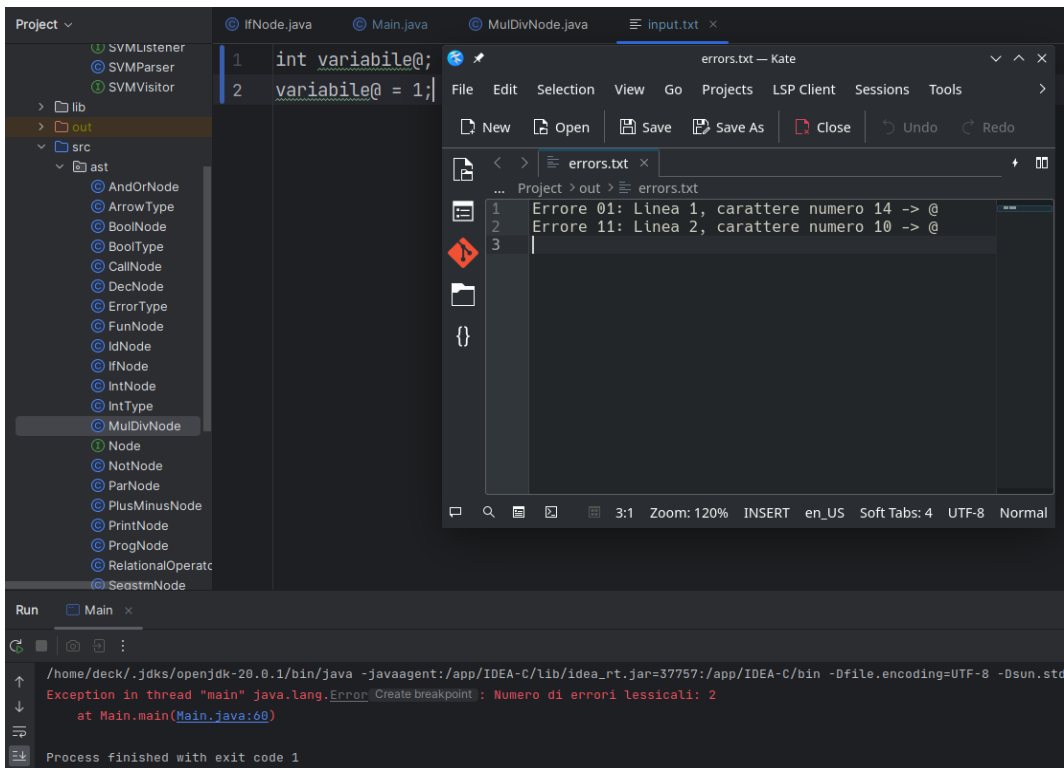 Project
IfNode.java
Main.java
MulDivNode.java
input.txt
SVMListener
SVMParser
SVMVisitor
lib
out
src
ast
AndOrNode
ArrowType
BoolNode
BoolType
CallNode
DecNode
ErrorType
FunNode
IdNode
IfNode
IntNode
IntType
MulDivNode
Node
NotNode
ParNode
PlusMinusNode
PrintNode
ProgNode
RelationalOperato
SeqstmNode
1 int variabile@;
2 variabile@ = 1;
errors.txt — Kate
File Edit Selection View Go Projects LSP Client Sessions Tools
New Open Save Save As Close Undo Redo
errors.txt
... Project > out > errors.txt
1 Errore 01: Linea 1, carattere numero 14 -> @
2 Errore 11: Linea 2, carattere numero 10 -> @
3
3:1 Zoom: 120% INSERT en_US Soft Tabs: 4 UTF-8 Normal
Run Main
/home/deck/.jdks/openjdk-20.0.1/bin/java -javaagent:/app/IDEA-C/lib/idea_rt.jar=37757:/app/IDEA-C/bin -Dfile.encoding=UTF-8 -Dsun.std
Exception in thread "main" java.lang.Error Create breakpoint : Numero di errori lessicali: 2
at Main.main(Main.java:60)
Process finished with exit code 1